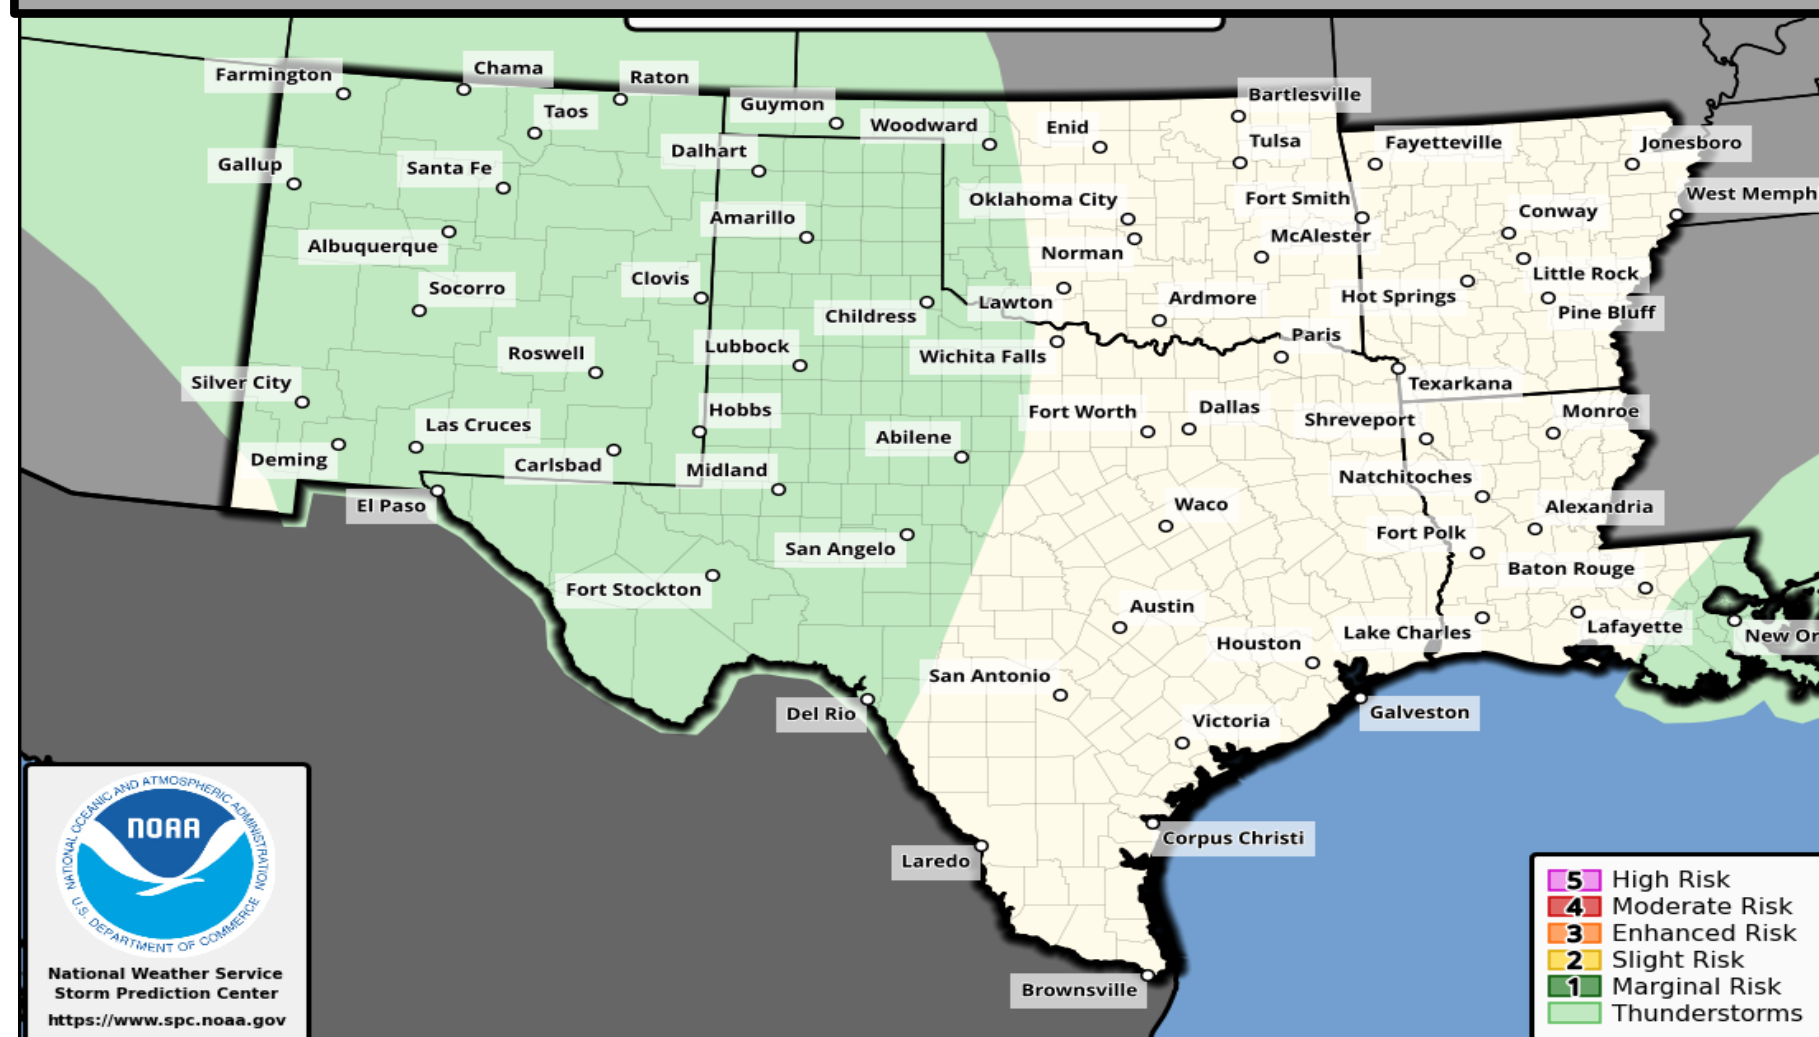 Farmington
Chama
Raton
Taos
Guymon
Woodward
Enid
Bartlesville
Tulsa
Fayetteville
Jonesboro
Gallup
Santa Fe
Dalhart
Oklahoma City
Fort Smith
Conway
West Memph
Albuquerque
Amarillo
Norman
McAlester
Little Rock
Socorro
Clovis
Childress
Lawton
Ardmore
Hot Springs
Pine Bluff
Roswell
Lubbock
Wichita Falls
Paris
Silver City
Texarkana
Las Cruces
Hobbs
Fort Worth
Dallas
Shreveport
Monroe
Deming
Carlsbad
Midland
Abilene
Natchitoches
El Paso
Waco
Alexandria
San Angelo
Fort Polk
Fort Stockton
Baton Rouge
Austin
Lake Charles
Lafayette
New Or
Houston
San Antonio
Del Rio
Victoria
Galveston
Corpus Christi
Laredo
Brownsville
NATIONAL OCEANIC AND ATMOSPHERIC ADMINISTRATION
NOAA
U.S. DEPARTMENT OF COMMERCE
National Weather Service
Storm Prediction Center
https://www.spc.noaa.gov
5 High Risk
4 Moderate Risk
3 Enhanced Risk
2 Slight Risk
1 Marginal Risk
Thunderstorms